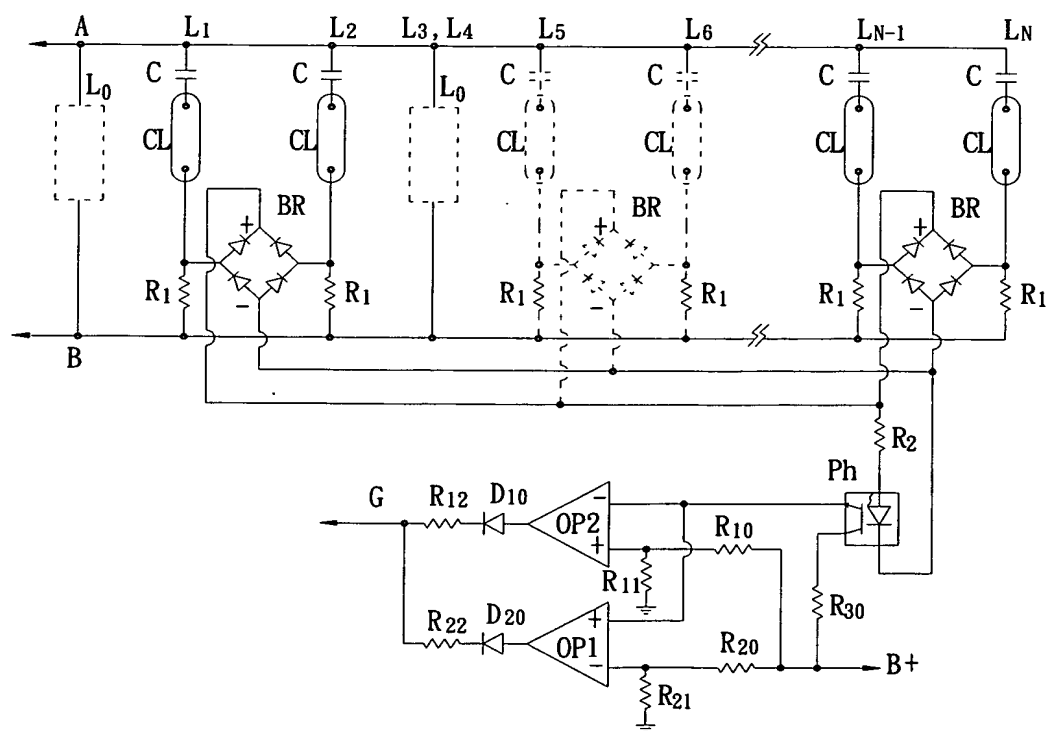 A L1 L2 L3, L4 L5 L6 LN-1 LN
C C C C C C
L0 L0
CL CL CL CL CL CL
BR BR BR
+ + +
R1 R1 R1 R1 R1 R1
− − −
B
R2
Ph
G R12 D10 OP2 − +
R10
R11
R30
R22 D20 OP1 + −
R20
B+
R21